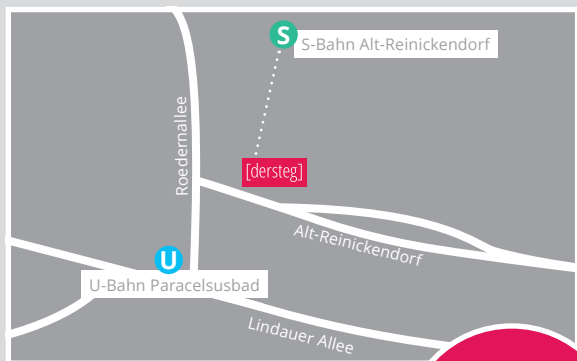 S
S-Bahn Alt-Reinickendorf
Roedernallee
[dersteg]
Alt-Reinickendorf
U
U-Bahn Paracelsusbad
Lindauer Allee